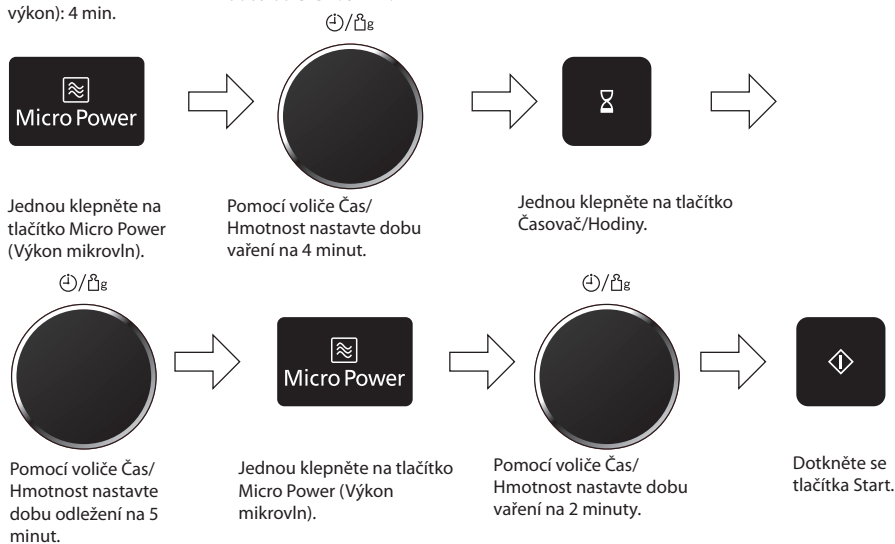 výkon): 4 min.
Micro Power
Jednou klepněte na
tlačítko Micro Power
(Výkon mikrovln).
g
Pomocí voliče Čas/
Hmotnost nastavte dobu
vaření na 4 minut.
Jednou klepněte na tlačítko
Časovač/Hodiny.
g
Pomocí voliče Čas/
Hmotnost nastavte
dobu odležení na 5
minut.
Micro Power
Jednou klepněte na tlačítko
Micro Power (Výkon
mikrovln).
g
Pomocí voliče Čas/
Hmotnost nastavte dobu
vaření na 2 minuty.
Dotkněte se
tlačítka Start.